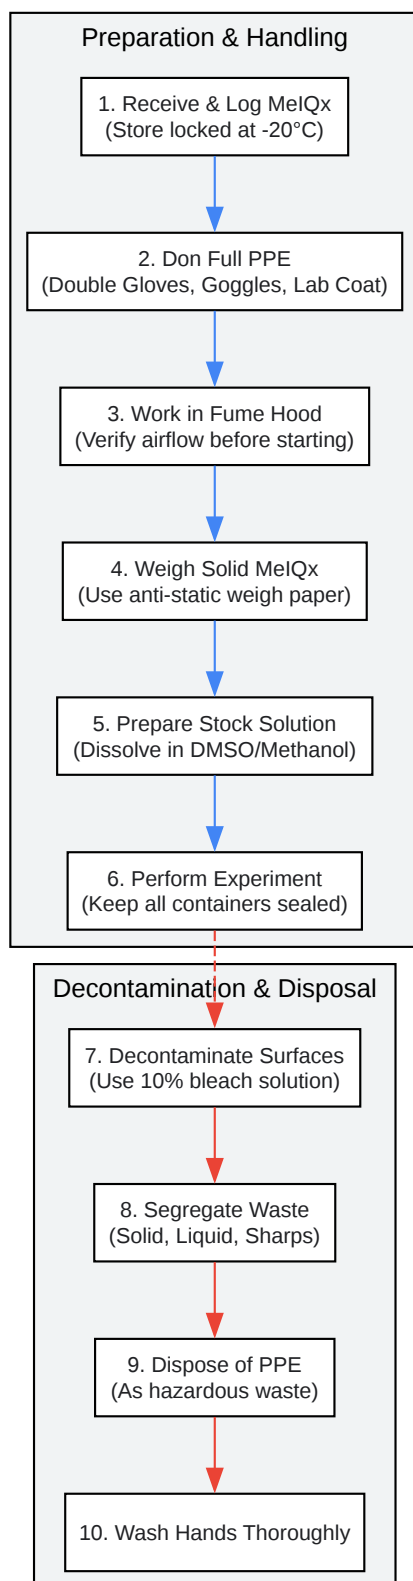 Preparation & Handling
1. Receive & Log MeIQx
(Store locked at -20°C)
2. Don Full PPE
(Double Gloves, Goggles, Lab Coat)
3. Work in Fume Hood
(Verify airflow before starting)
4. Weigh Solid MeIQx
(Use anti-static weigh paper)
5. Prepare Stock Solution
(Dissolve in DMSO/Methanol)
6. Perform Experiment
(Keep all containers sealed)
Decontamination & Disposal
7. Decontaminate Surfaces
(Use 10% bleach solution)
8. Segregate Waste
(Solid, Liquid, Sharps)
9. Dispose of PPE
(As hazardous waste)
10. Wash Hands Thoroughly